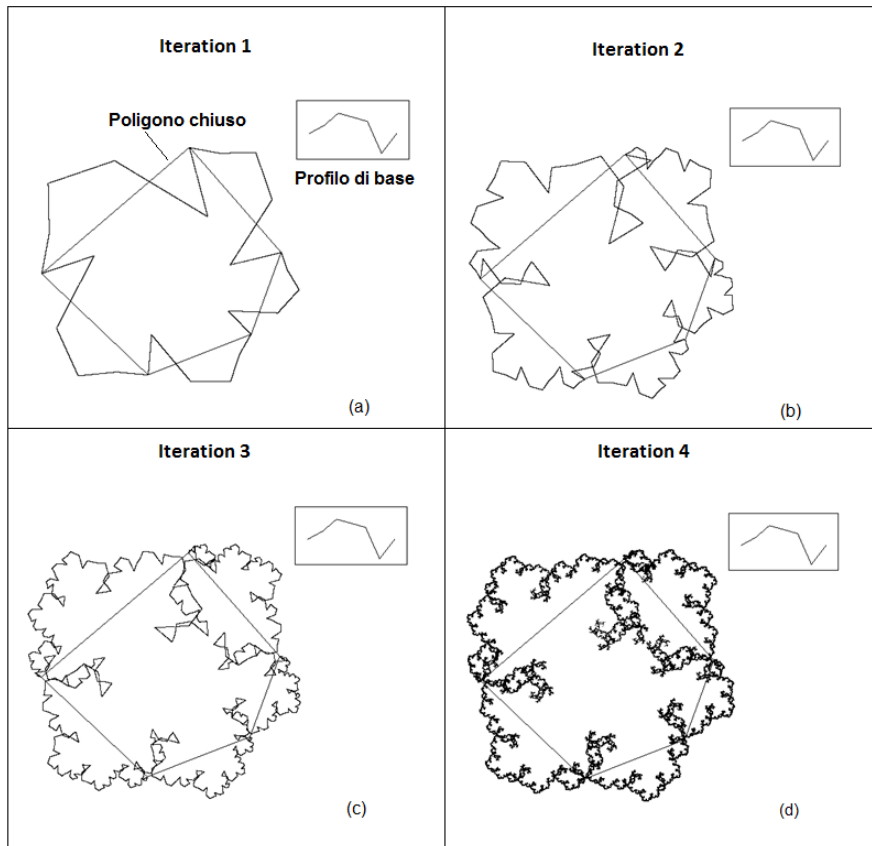 Iteration 1
Poligono chiuso
Profilo di base
(a)
Iteration 2
(b)
Iteration 3
(c)
Iteration 4
(d)